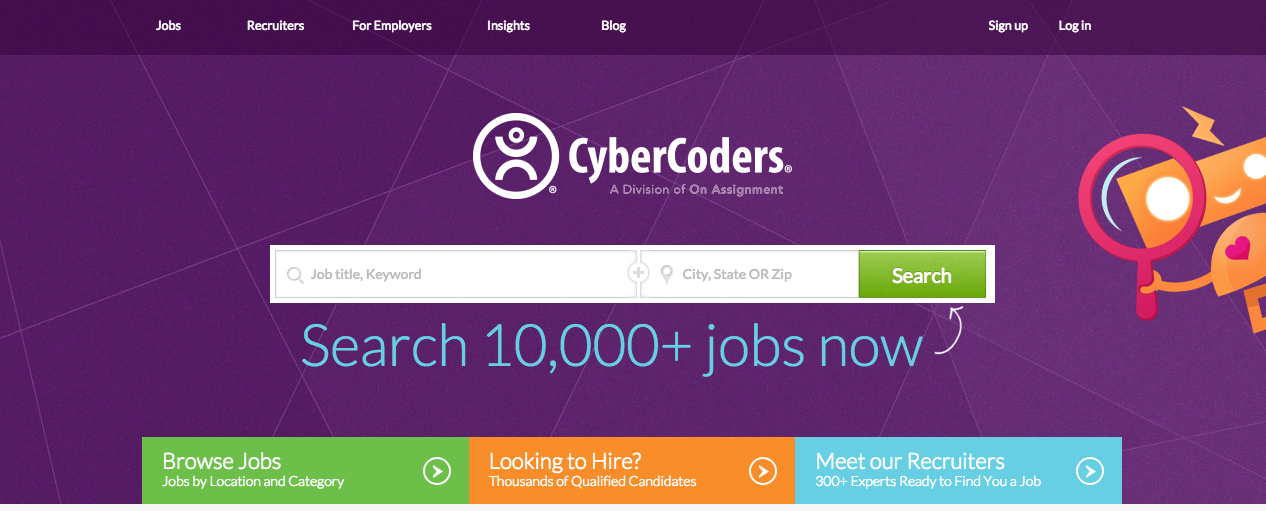 Jobs Recruiters For Employers Insights Blog Sign up Log in
CyberCoders®
®
A Division of On Assignment
Job title, Keyword City, State OR Zip Search
Search 10,000+ jobs now
Browse Jobs
Jobs by Location and Category
Looking to Hire?
Thousands of Qualified Candidates
Meet our Recruiters
300+ Experts Ready to Find You a Job